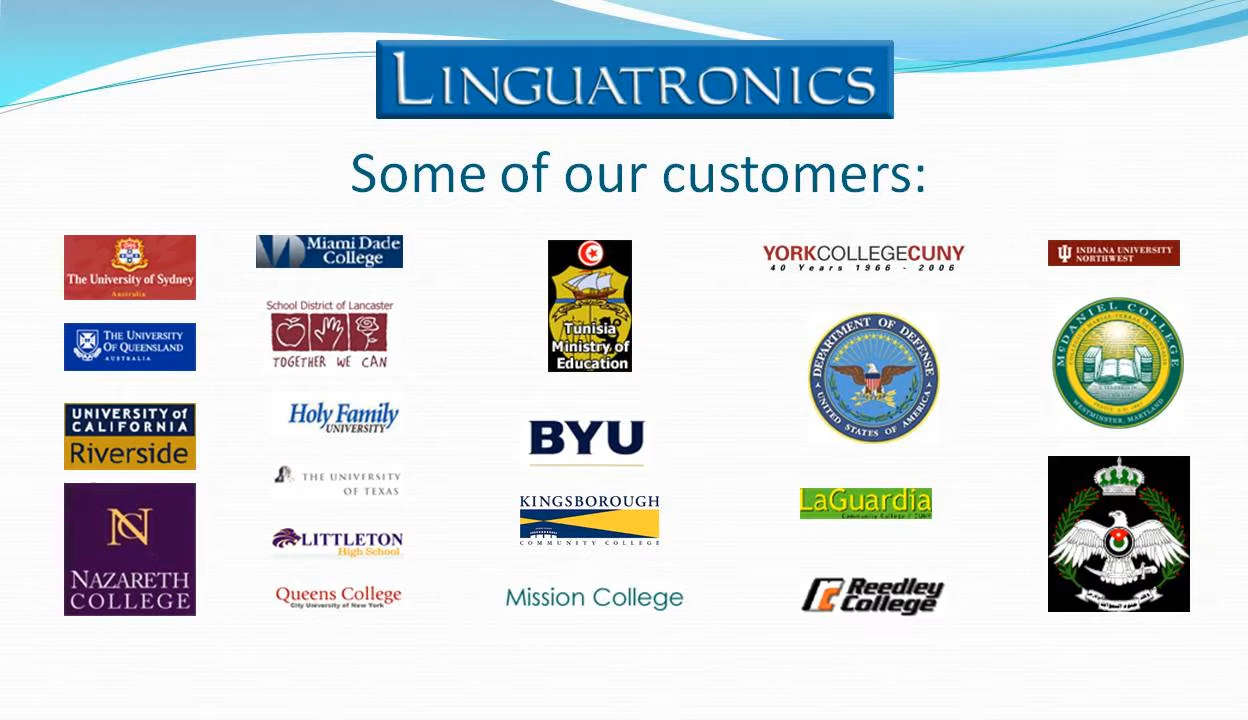 LINGUATRONICS
Some of our customers:
The University of Sydney
Australia
THE UNIVERSITY
OF QUEENSLAND
AUSTRALIA
UNIVERSITY of
CALIFORNIA
Riverside
N
NAZARETH
COLLEGE
Miami Dade
College
School District of Lancaster
TOGETHER WE CAN
Holy Family
UNIVERSITY
THE UNIVERSITY
OF TEXAS
LITTLETON
High School
Queens College
City University of New York
Tunisia
Ministry of
Education
BYU
KINGSBOROUGH
COMMUNITY COLLEGE
Mission College
YORKCOLLEGECUNY
40 Years 1966 - 2006
DEPARTMENT OF DEFENSE
UNITED STATES OF AMERICA
LaGuardia
Community College / CUNY
Reedley
College
INDIANA UNIVERSITY
NORTHWEST
MCDANIEL COLLEGE
WESTMINSTER, MARYLAND